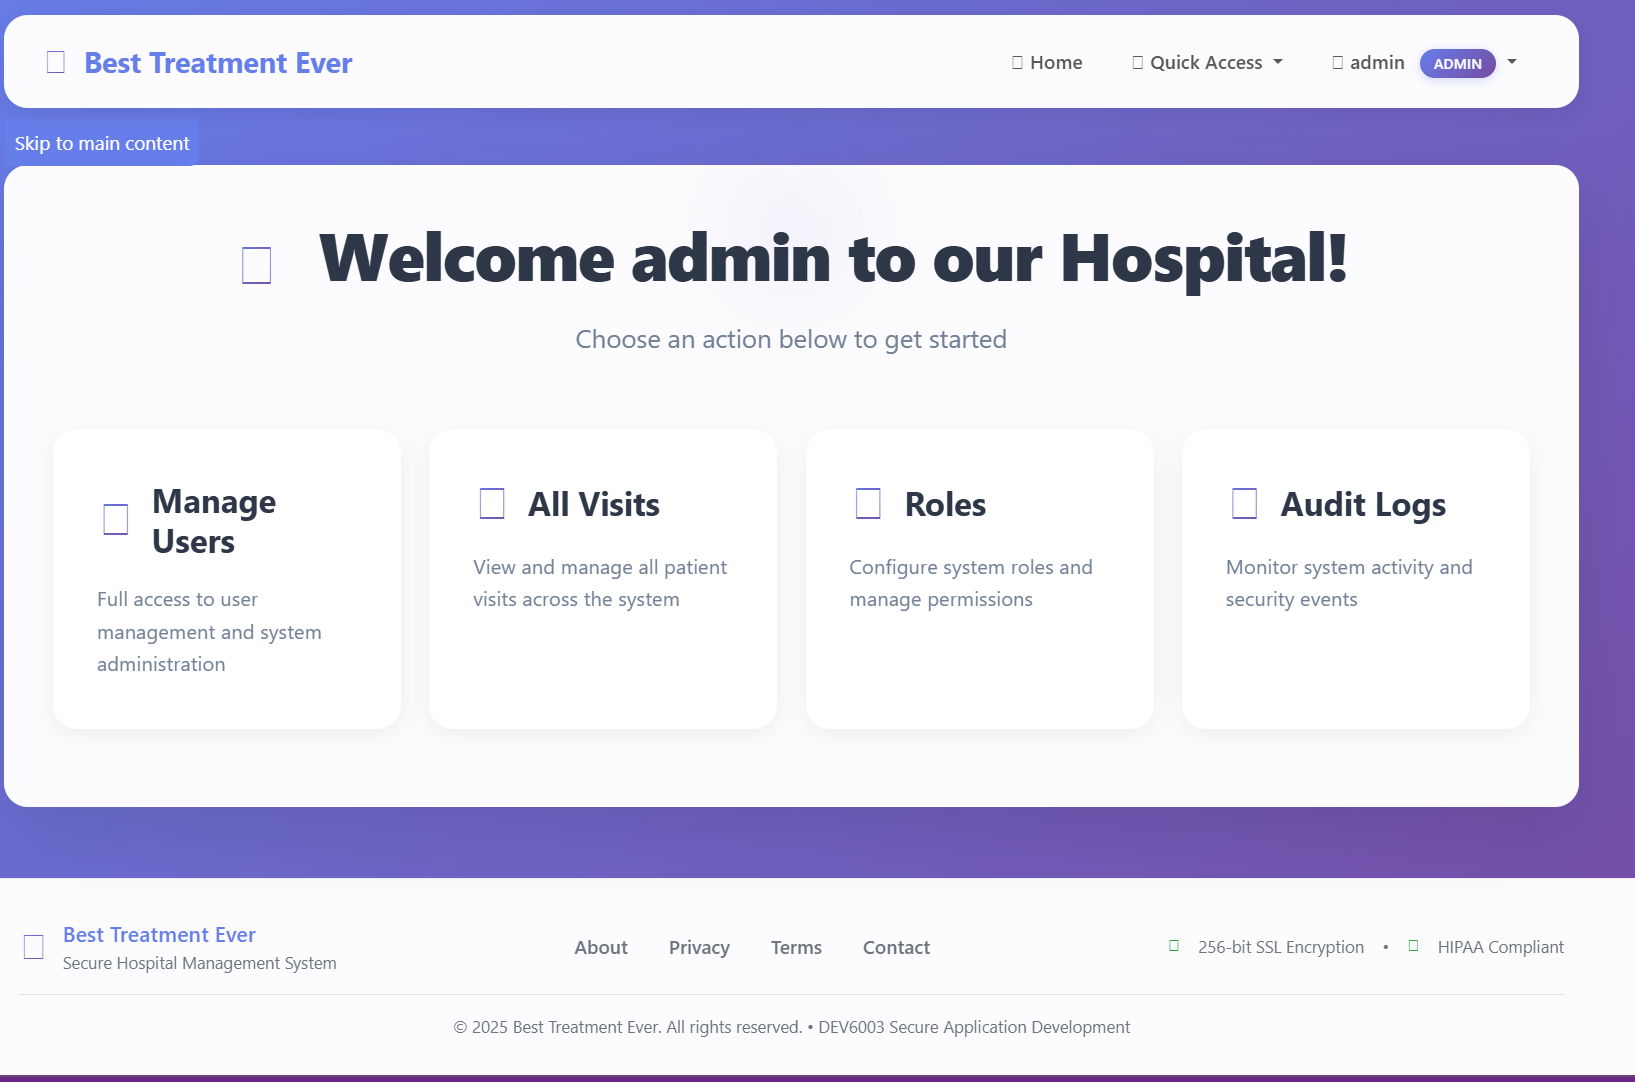 Best Treatment Ever
Home
Quick Access
admin ADMIN
Skip to main content
Welcome admin to our Hospital!
Choose an action below to get started
Manage
Users
Full access to user
management and system
administration
All Visits
View and manage all patient
visits across the system
Roles
Configure system roles and
manage permissions
Audit Logs
Monitor system activity and
security events
Best Treatment Ever
Secure Hospital Management System
About
Privacy
Terms
Contact
256-bit SSL Encryption • HIPAA Compliant
© 2025 Best Treatment Ever. All rights reserved. • DEV6003 Secure Application Development